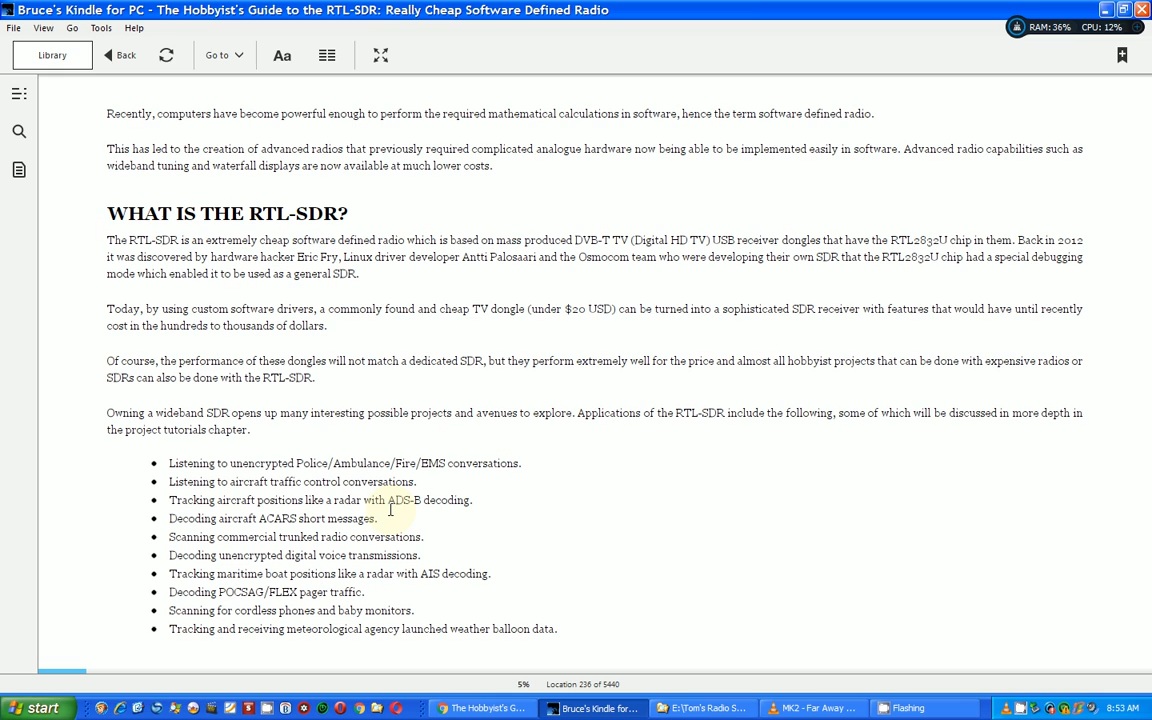 Bruce's Kindle for PC - The Hobbyist's Guide to the RTL-SDR: Really Cheap Software Defined Radio
File View Go Tools Help
RAM: 36% CPU: 12%
Library Back Go to Aa
Recently, computers have become powerful enough to perform the required mathematical calculations in software, hence the term software defined radio.
This has led to the creation of advanced radios that previously required complicated analogue hardware now being able to be implemented easily in software. Advanced radio capabilities such as
wideband tuning and waterfall displays are now available at much lower costs.
WHAT IS THE RTL-SDR?
The RTL-SDR is an extremely cheap software defined radio which is based on mass produced DVB-T TV (Digital HD TV) USB receiver dongles that have the RTL2832U chip in them. Back in 2012
it was discovered by hardware hacker Eric Fry, Linux driver developer Antti Palosaari and the Osmocom team who were developing their own SDR that the RTL2832U chip had a special debugging
mode which enabled it to be used as a general SDR.
Today, by using custom software drivers, a commonly found and cheap TV dongle (under $20 USD) can be turned into a sophisticated SDR receiver with features that would have until recently
cost in the hundreds to thousands of dollars.
Of course, the performance of these dongles will not match a dedicated SDR, but they perform extremely well for the price and almost all hobbyist projects that can be done with expensive radios or
SDRs can also be done with the RTL-SDR.
Owning a wideband SDR opens up many interesting possible projects and avenues to explore. Applications of the RTL-SDR include the following, some of which will be discussed in more depth in
the project tutorials chapter.
• Listening to unencrypted Police/Ambulance/Fire/EMS conversations.
• Listening to aircraft traffic control conversations.
• Tracking aircraft positions like a radar with ADS-B decoding.
• Decoding aircraft ACARS short messages.
• Scanning commercial trunked radio conversations.
• Decoding unencrypted digital voice transmissions.
• Tracking maritime boat positions like a radar with AIS decoding.
• Decoding POCSAG/FLEX pager traffic.
• Scanning for cordless phones and baby monitors.
• Tracking and receiving meteorological agency launched weather balloon data.
5% Location 236 of 5440
start The Hobbyist's G... Bruce's Kindle for... E:\Tom's Radio S... MK2 - Far Away ... Flashing 8:53 AM